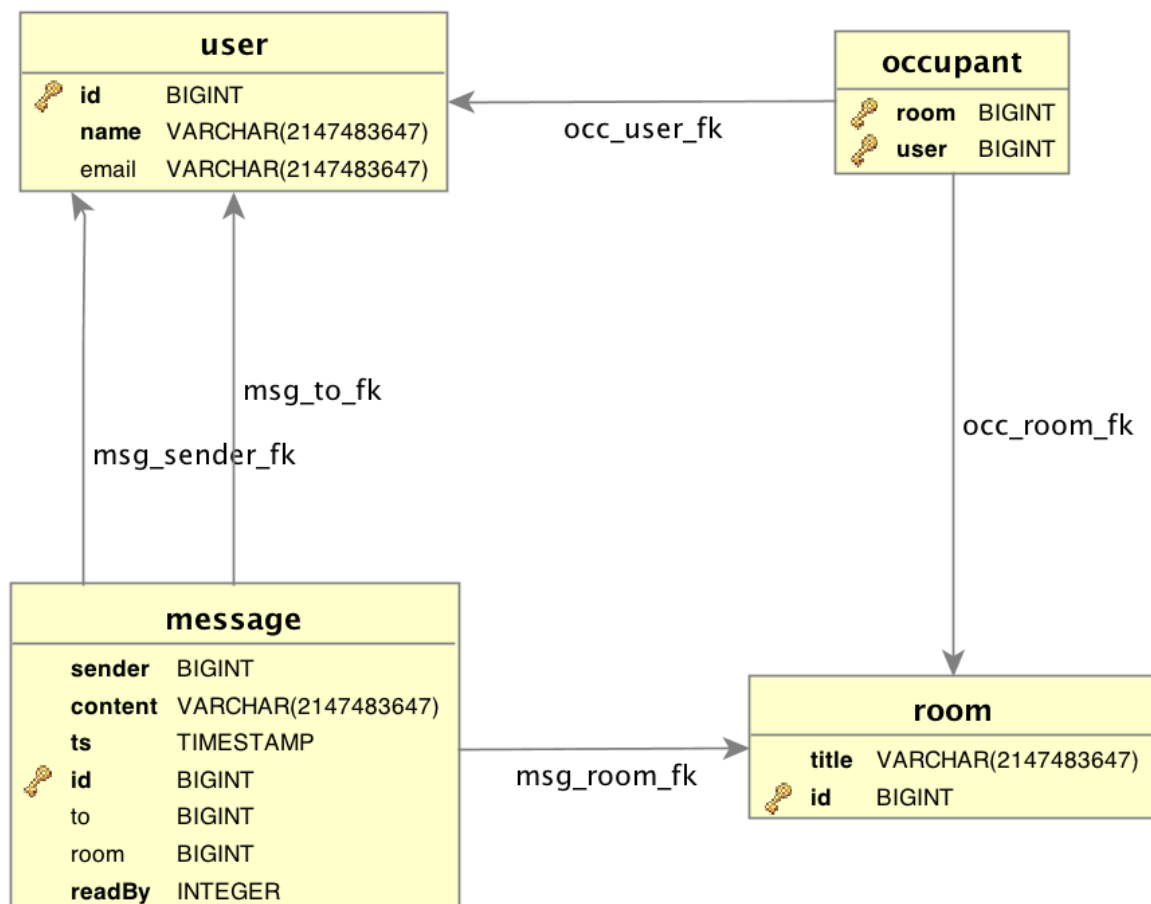 user
id BIGINT
name VARCHAR(2147483647)
email VARCHAR(2147483647)
occupant
room BIGINT
user BIGINT
occ_user_fk
msg_to_fk
msg_sender_fk
occ_room_fk
message
sender BIGINT
content VARCHAR(2147483647)
ts TIMESTAMP
id BIGINT
to BIGINT
room BIGINT
readBy INTEGER
msg_room_fk
room
title VARCHAR(2147483647)
id BIGINT